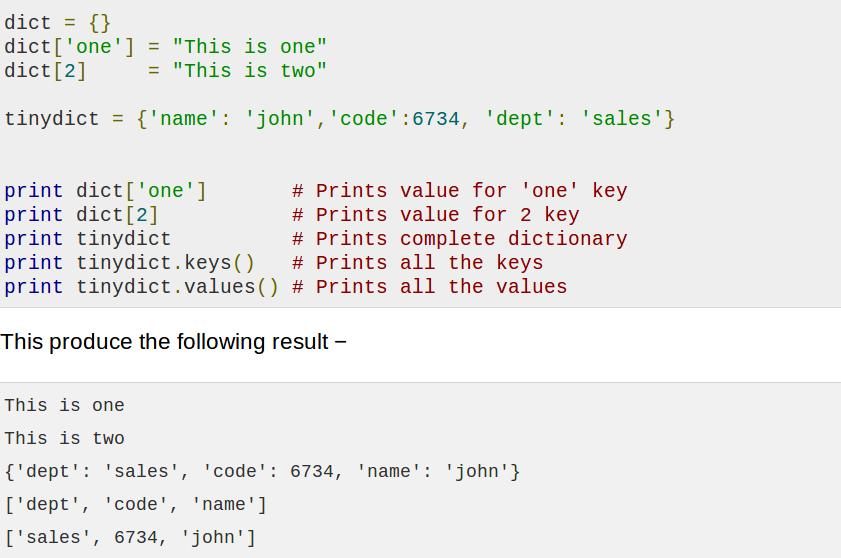 dict = {}
dict['one'] = "This is one"
dict[2]     = "This is two"
tinydict = {'name': 'john','code':6734, 'dept': 'sales'}
print dict['one']       # Prints value for 'one' key
print dict[2]           # Prints value for 2 key
print tinydict          # Prints complete dictionary
print tinydict.keys()   # Prints all the keys
print tinydict.values() # Prints all the values
This produce the following result −
This is one
This is two
{'dept': 'sales', 'code': 6734, 'name': 'john'}
['dept', 'code', 'name']
['sales', 6734, 'john']